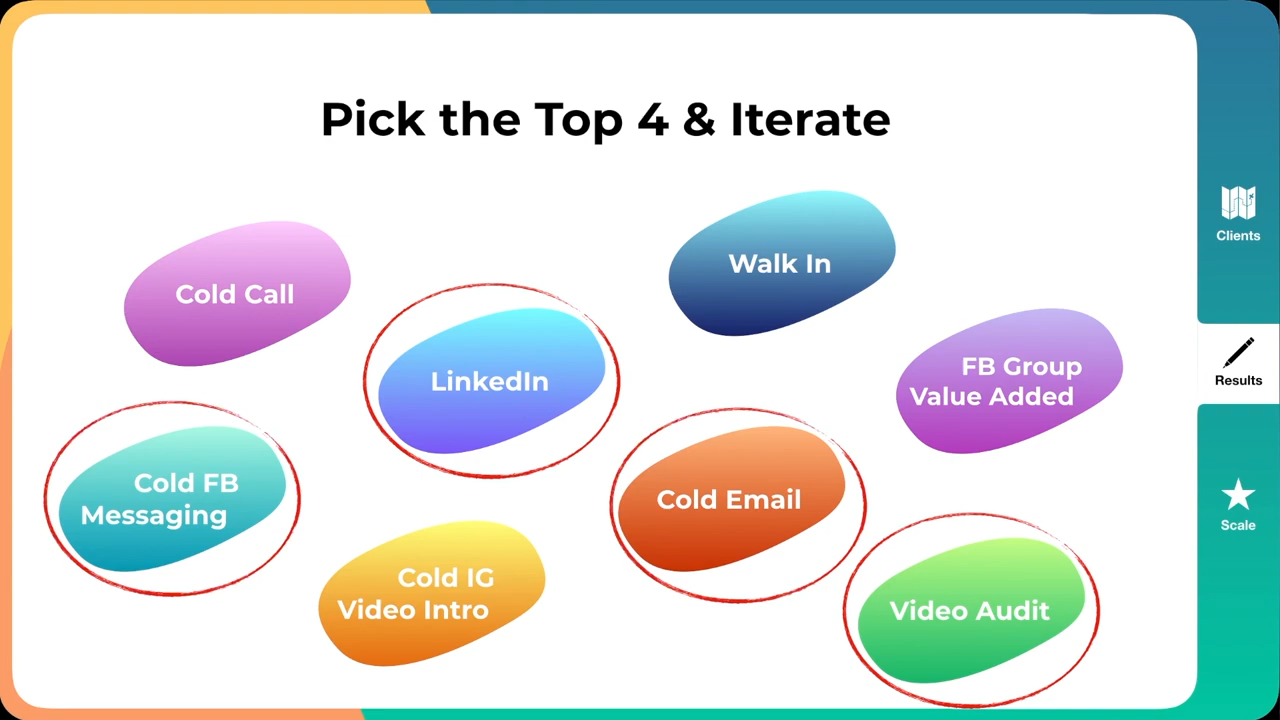 Pick the Top 4 & Iterate
Cold Call
Walk In
LinkedIn
FB Group
Value Added
Cold FB
Messaging
Cold Email
Cold IG
Video Intro
Video Audit
Clients
Results
Scale